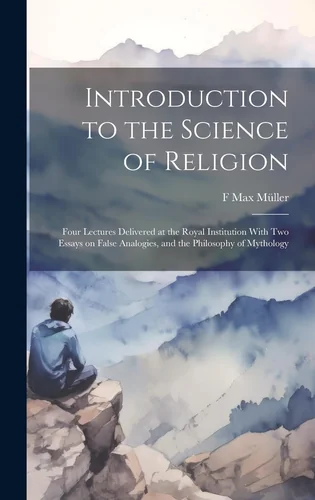 Introduction
to the Science
of Religion
F Max Müller
Four Lectures Delivered at the Royal Institution With Two
Essays on False Analogies, and the Philosophy of Mythology